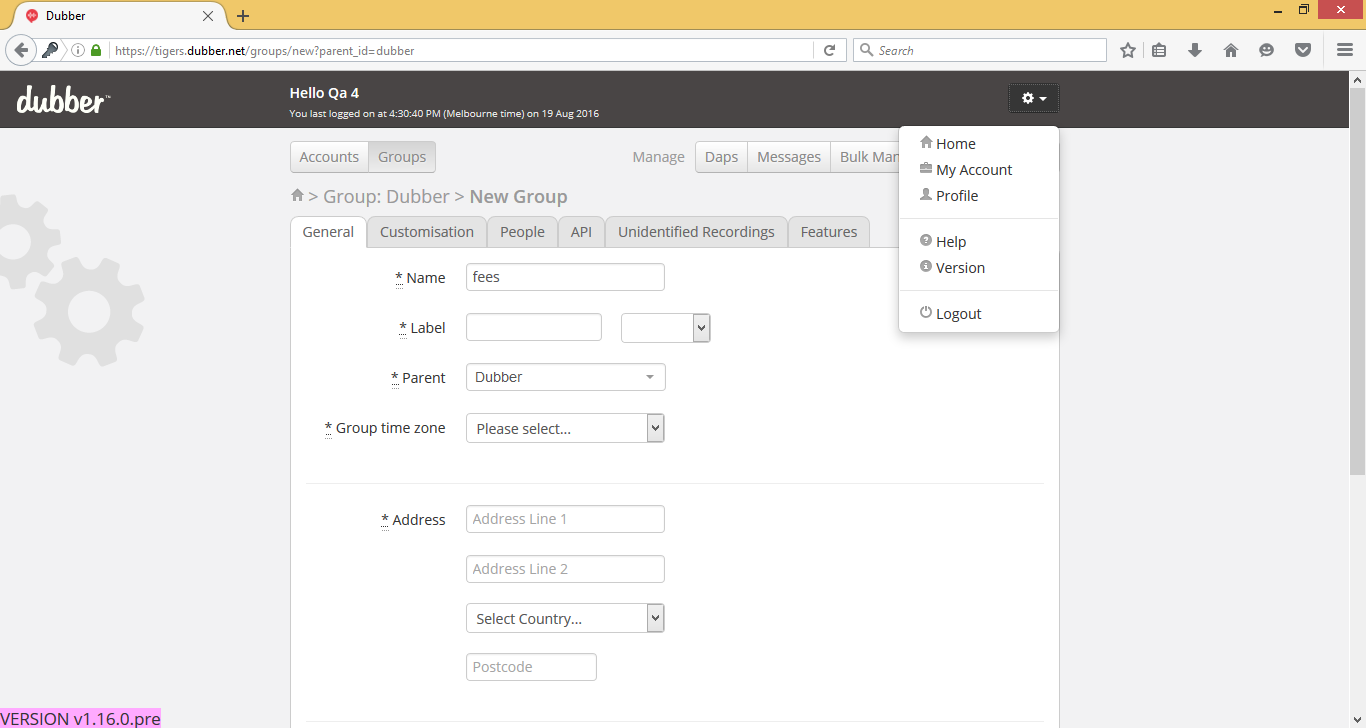 Dubber
https://tigers.dubber.net/groups/new?parent_id=dubber
Search
dubber™
Hello Qa 4
You last logged on at 4:30:40 PM (Melbourne time) on 19 Aug 2016
Home
My Account
Profile
Help
Version
Logout
Accounts Groups Manage Daps Messages Bulk Man
> Group: Dubber > New Group
General Customisation People API Unidentified Recordings Features
* Name fees
* Label
* Parent Dubber
* Group time zone Please select...
* Address Address Line 1
Address Line 2
Select Country...
Postcode
VERSION v1.16.0.pre